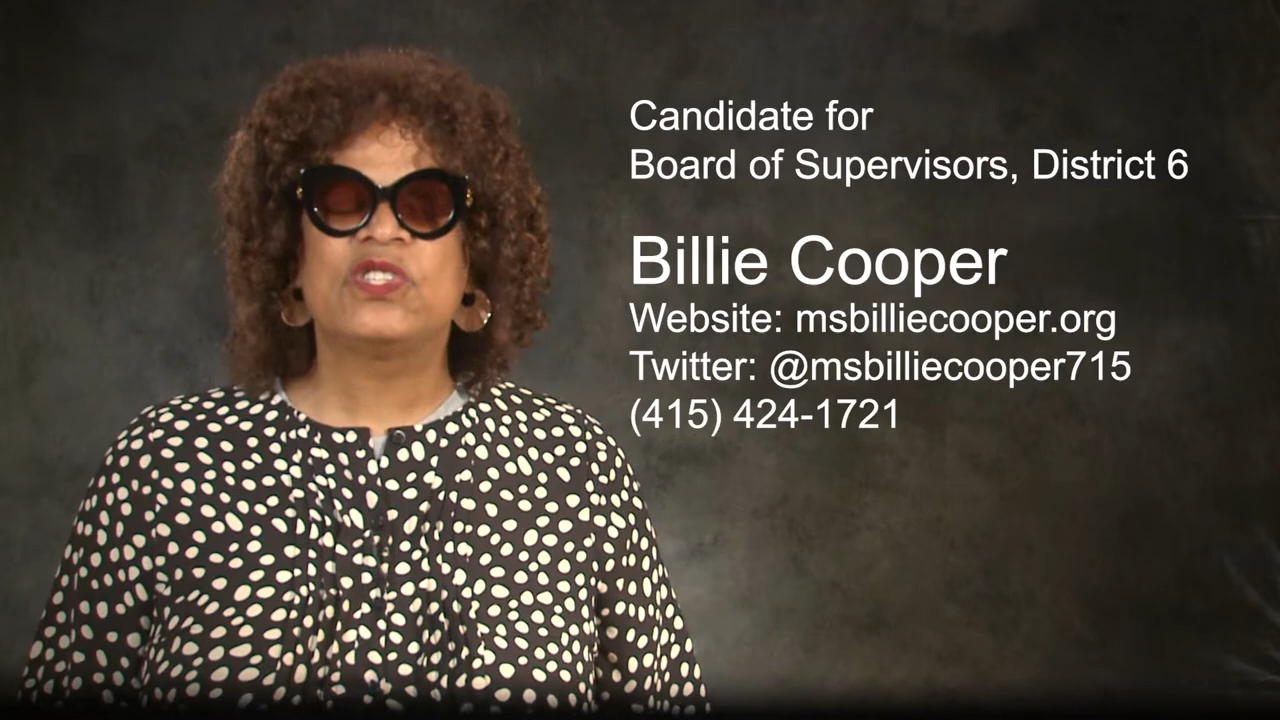 Candidate for
Board of Supervisors, District 6
Billie Cooper
Website: msbilliecooper.org
Twitter: @msbilliecooper715
(415) 424-1721